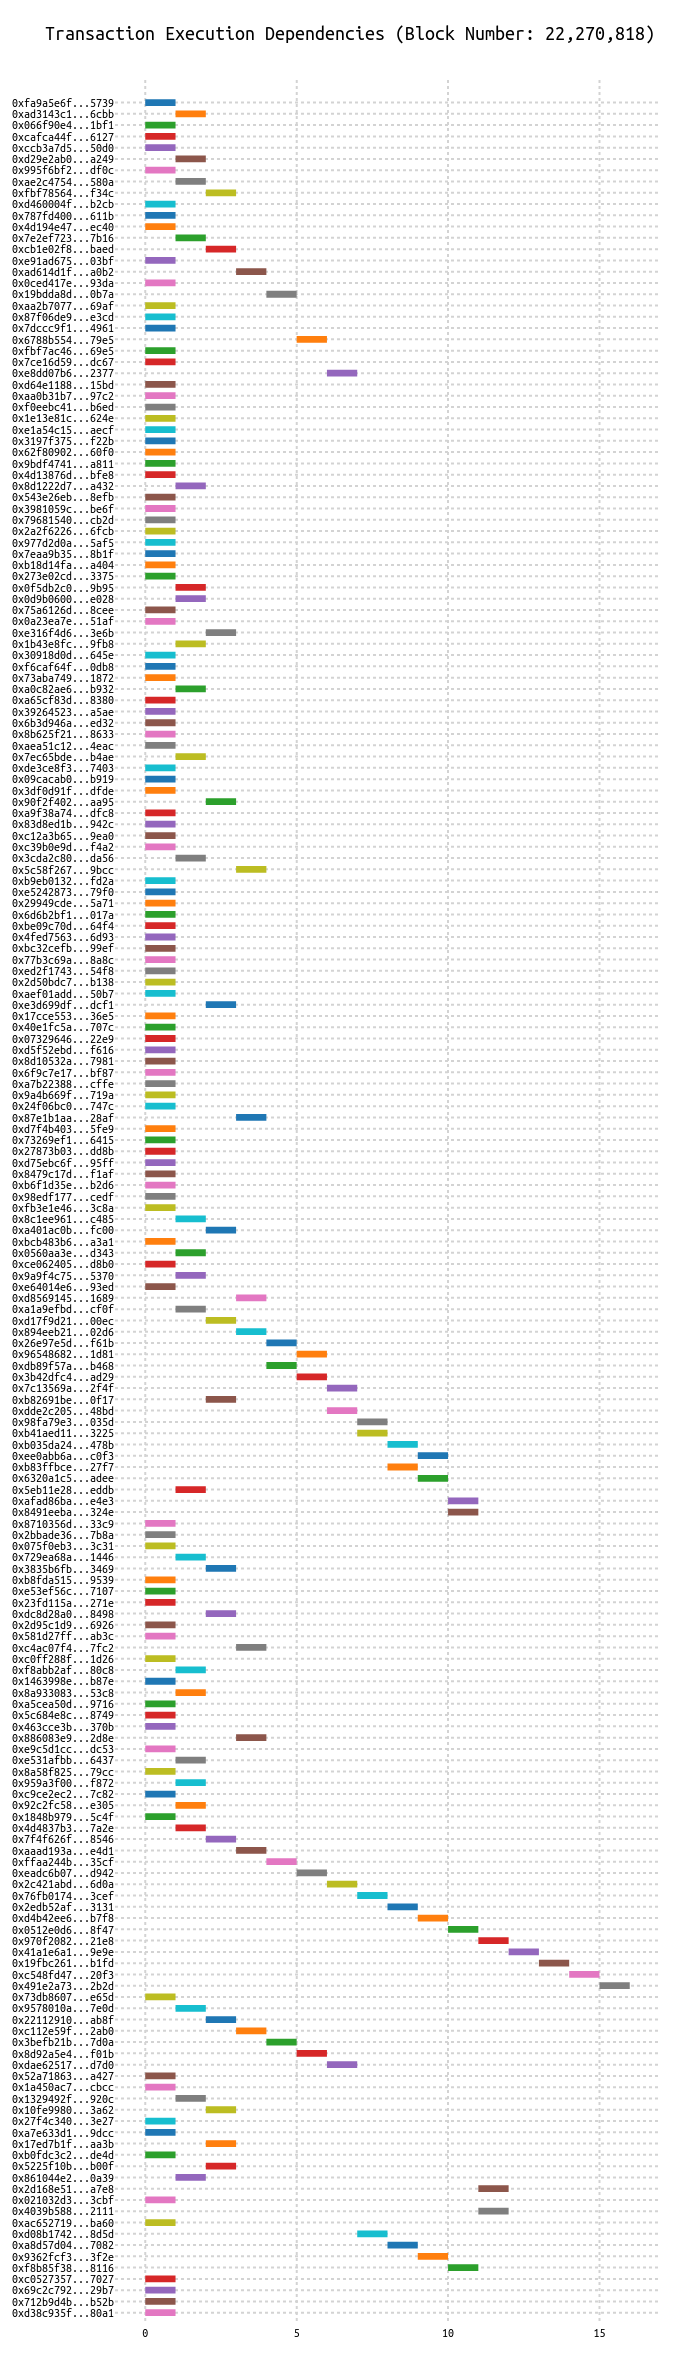 Transaction Execution Dependencies (Block Number: 22,270,818)
0xfa9a5e6f...5739
0xad3143c1...6cbb
0x066f90e4...1bf1
0xcafca44f...6127
0xccb3a7d5...50d0
0xd29e2ab0...a249
0x995f6bf2...df0c
0xae2c4754...580a
0xfbf78564...f34c
0xd460004f...b2cb
0x787fd400...611b
0x4d194e47...ec40
0x7e2ef723...7b16
0xcb1e02f8...baed
0xe91ad675...03bf
0xad614d1f...a0b2
0x0ced417e...93da
0x19bdda8d...0b7a
0xaa2b7077...69af
0x87f06de9...e3cd
0x7dccc9f1...4961
0x6788b554...79e5
0xfbf7ac46...69e5
0x7ce16d59...dc67
0xe8dd07b6...2377
0xd64e1188...15bd
0xaa0b31b7...97c2
0xf0eebc41...b6ed
0x1e13e81c...624e
0xe1a54c15...aecf
0x3197f375...f22b
0x62f80902...60f0
0x9bdf4741...a811
0x4d13876d...bfe8
0x8d1222d7...a432
0x543e26eb...8efb
0x3981059c...be6f
0x79681540...cb2d
0x2a2f6226...6fcb
0x977d2d0a...5af5
0x7eaa9b35...8b1f
0xb18d14fa...a404
0x273e02cd...3375
0x0f5db2c0...9b95
0x0d9b0600...e028
0x75a6126d...8cee
0x0a23ea7e...51af
0xe316f4d6...3e6b
0x1b43e8fc...9fb8
0x30918d0d...645e
0xf6caf64f...0db8
0x73aba749...1872
0xa0c82ae6...b932
0xa65cf83d...8380
0x39264523...a5ae
0x6b3d946a...ed32
0x8b625f21...8633
0xaea51c12...4eac
0x7ec65bde...b4ae
0xde3ce8f3...7403
0x09cacab0...b919
0x3df0d91f...dfde
0x90f2f402...aa95
0xa9f38a74...dfc8
0x83d8ed1b...942c
0xc12a3b65...9ea0
0xc39b0e9d...f4a2
0x3cda2c80...da56
0x5c58f267...9bcc
0xb9eb0132...fd2a
0xe5242873...79f0
0x29949cde...5a71
0x6d6b2bf1...017a
0xbe09c70d...64f4
0x4fed7563...6d93
0xbc32cefb...99ef
0x77b3c69a...8a8c
0xed2f1743...54f8
0x2d50bdc7...b138
0xaef01add...50b7
0xe3d699df...dcf1
0x17cce553...36e5
0x40e1fc5a...707c
0x07329646...22e9
0xd5f52ebd...f616
0x8d10532a...7981
0x6f9c7e17...bf87
0xa7b22388...cffe
0x9a4b669f...719a
0x24f06bc0...747c
0x87e1b1aa...28af
0xd7f4b403...5fe9
0x73269ef1...6415
0x27873b03...dd8b
0xd75ebc6f...95ff
0x8479c17d...f1af
0xb6f1d35e...b2d6
0x98edf177...cedf
0xfb3e1e46...3c8a
0x8c1ee961...c485
0xa401ac0b...fc00
0xbcb483b6...a3a1
0x0560aa3e...d343
0xce062405...d8b0
0x9a9f4c75...5370
0xe64014e6...93ed
0xd8569145...1689
0xa1a9efbd...cf0f
0xd17f9d21...00ec
0x894eeb21...02d6
0x26e97e5d...f61b
0x96548682...1d81
0xdb89f57a...b468
0x3b42dfc4...ad29
0x7c13569a...2f4f
0xb82691be...0f17
0xdde2c205...48bd
0x98fa79e3...035d
0xb41aed11...3225
0xb035da24...478b
0xee0abb6a...c0f3
0xb83ffbce...27f7
0x6320a1c5...adee
0x5eb11e28...eddb
0xafad86ba...e4e3
0x8491eeba...324e
0x8710356d...33c9
0x2bbade36...7b8a
0x075f0eb3...3c31
0x729ea68a...1446
0x3835b6fb...3469
0xb8fda515...9539
0xe53ef56c...7107
0x23fd115a...271e
0xdc8d28a0...8498
0x2d95c1d9...6926
0x581d27ff...ab3c
0xc4ac07f4...7fc2
0xc0ff288f...1d26
0xf8abb2af...80c8
0x1463998e...b87e
0x8a933083...53c8
0xa5cea50d...9716
0x5c684e8c...8749
0x463cce3b...370b
0x886083e9...2d8e
0xe9c5d1cc...dc53
0xe531afbb...6437
0x8a58f825...79cc
0x959a3f00...f872
0xc9ce2ec2...7c82
0x92c2fc58...e305
0x1848b979...5c4f
0x4d4837b3...7a2e
0x7f4f626f...8546
0xaaad193a...e4d1
0xffaa244b...35cf
0xeadc6b07...d942
0x2c421abd...6d0a
0x76fb0174...3cef
0x2edb52af...3131
0xd4b42ee6...b7f8
0x0512e0d6...8f47
0x970f2082...21e8
0x41a1e6a1...9e9e
0x19fbc261...b1fd
0xc548fd47...20f3
0x491e2a73...2b2d
0x73db8607...e65d
0x9578010a...7e0d
0x22112910...ab8f
0xc112e59f...2ab0
0x3befb21b...7d0a
0x8d92a5e4...f01b
0xdae62517...d7d0
0x52a71863...a427
0x1a450ac7...cbcc
0x1329492f...920c
0x10fe9980...3a62
0x27f4c340...3e27
0xa7e633d1...9dcc
0x17ed7b1f...aa3b
0xb0fdc3c2...de4d
0x5225f10b...b00f
0x861044e2...0a39
0x2d168e51...a7e8
0x021032d3...3cbf
0x4039b588...2111
0xac652719...ba60
0xd08b1742...8d5d
0xa8d57d04...7082
0x9362fcf3...3f2e
0xf8b85f38...8116
0xc0527357...7027
0x69c2c792...29b7
0x712b9d4b...b52b
0xd38c935f...80a1
0 5 10 15